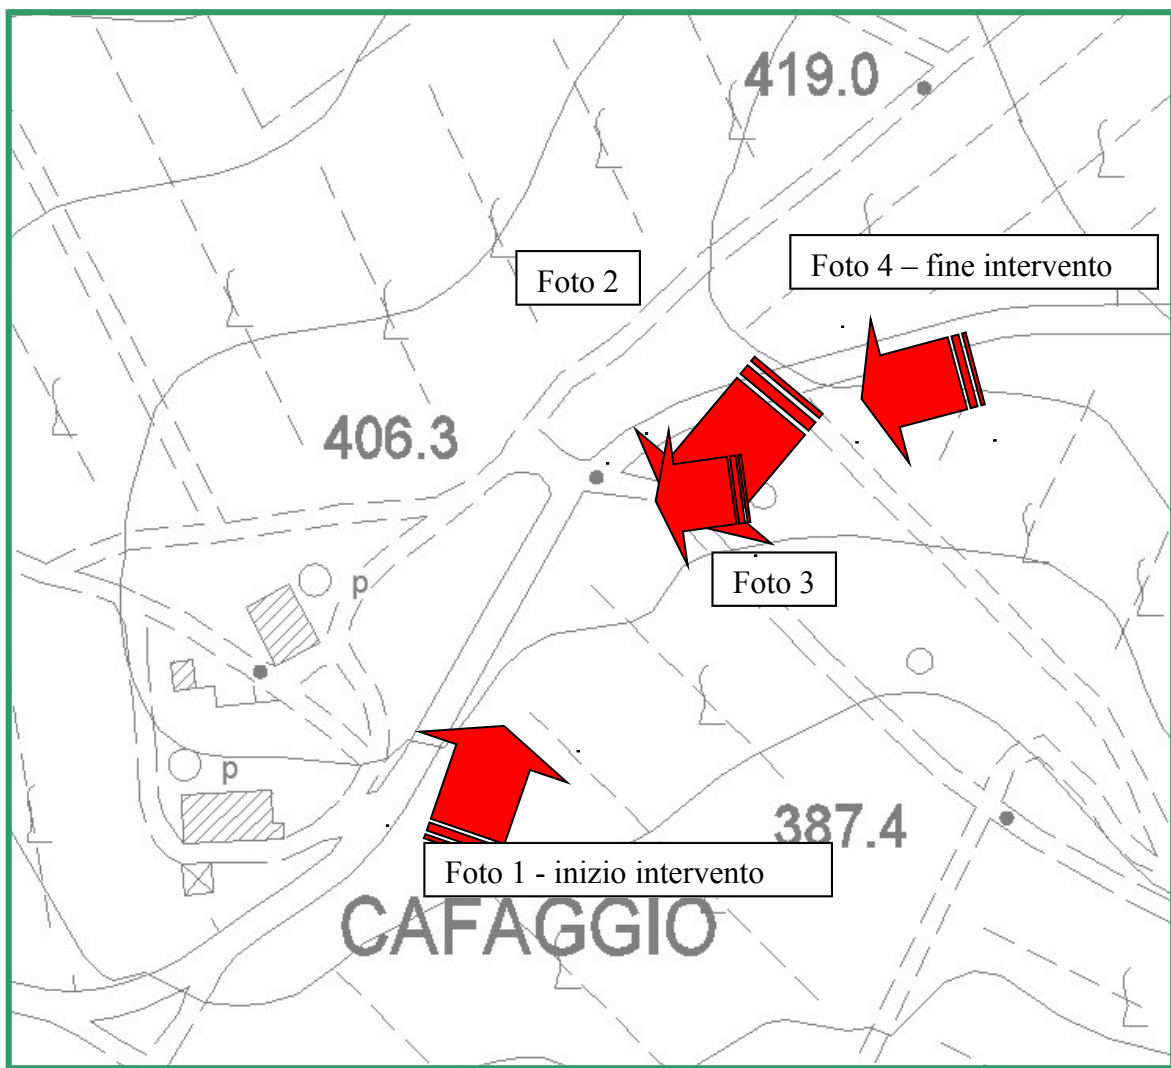 419.0
Foto 2
Foto 4 – fine intervento
406.3
Foto 3
p
p
387.4
Foto 1 - inizio intervento
CAFAGGIO